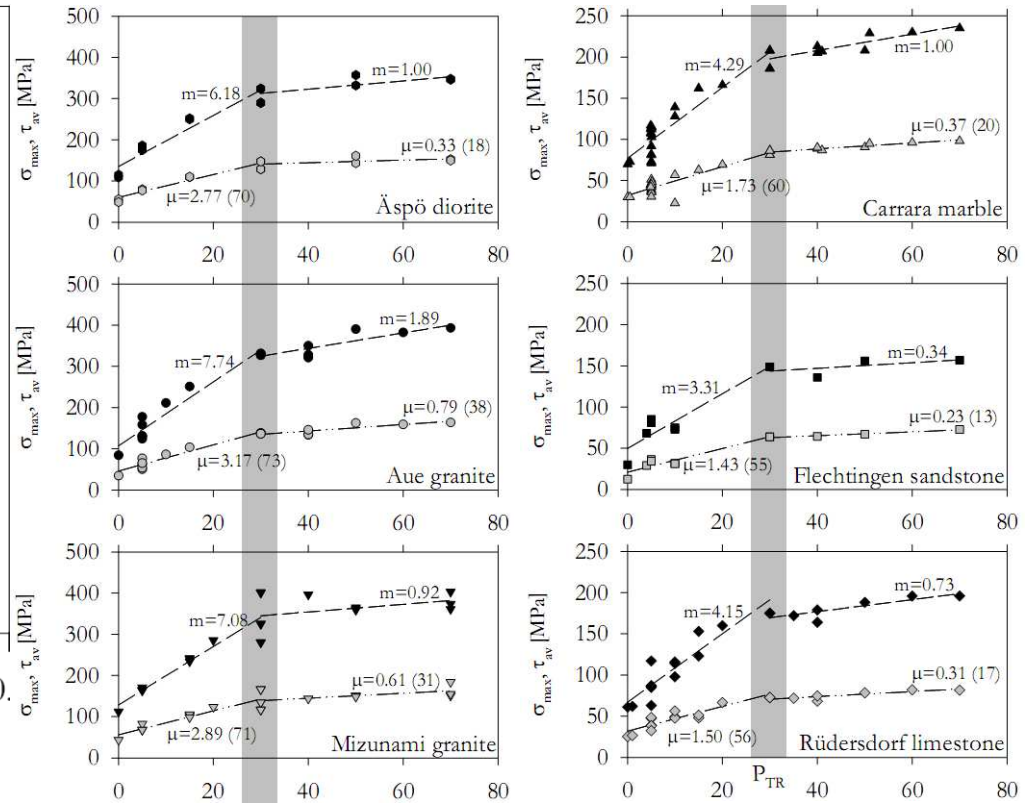 σmax, τav [MPa]
500
400
300
200
100
0
m=6.18
m=1.00
μ=0.33 (18)
μ=2.77 (70)
Äspö diorite
0 20 40 60 80
σmax, τav [MPa]
250
200
150
100
50
0
m=4.29
m=1.00
μ=0.37 (20)
μ=1.73 (60)
Carrara marble
0 20 40 60 80
σmax, τav [MPa]
500
400
300
200
100
0
m=7.74
m=1.89
μ=0.79 (38)
μ=3.17 (73)
Aue granite
0 20 40 60 80
σmax, τav [MPa]
250
200
150
100
50
0
m=3.31
m=0.34
μ=0.23 (13)
μ=1.43 (55)
Flechtingen sandstone
0 20 40 60 80
σmax, τav [MPa]
500
400
300
200
100
0
m=7.08
m=0.92
μ=0.61 (31)
μ=2.89 (71)
Mizunami granite
0 20 40 60 80
σmax, τav [MPa]
250
200
150
100
50
0
m=4.15
m=0.73
μ=0.31 (17)
μ=1.50 (56)
Rüdersdorf limestone
PTR
0 20 40 60 80